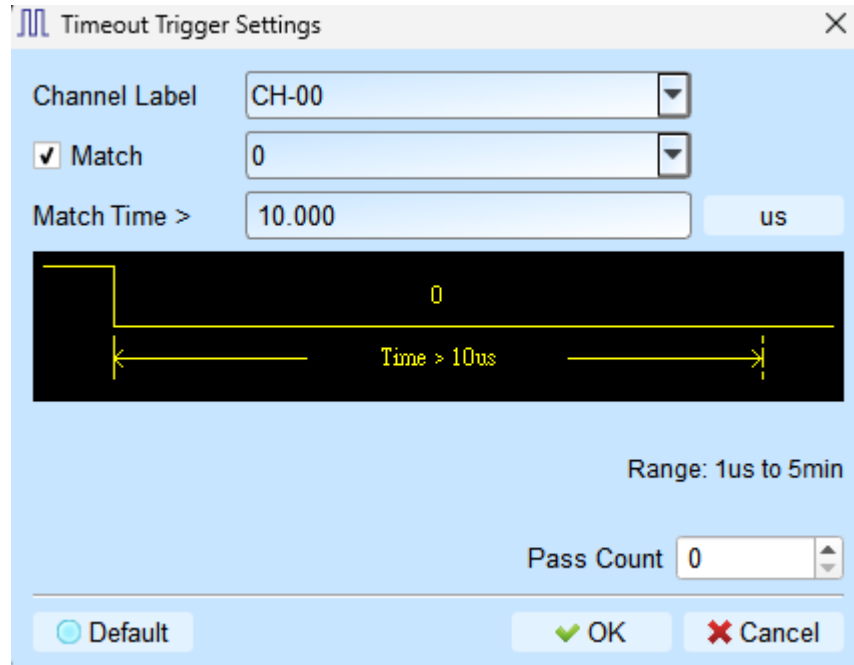 Timeout Trigger Settings
Channel Label CH-00
Match 0
Match Time > 10.000 us
0
Time > 10us
Range: 1us to 5min
Pass Count 0
Default OK Cancel